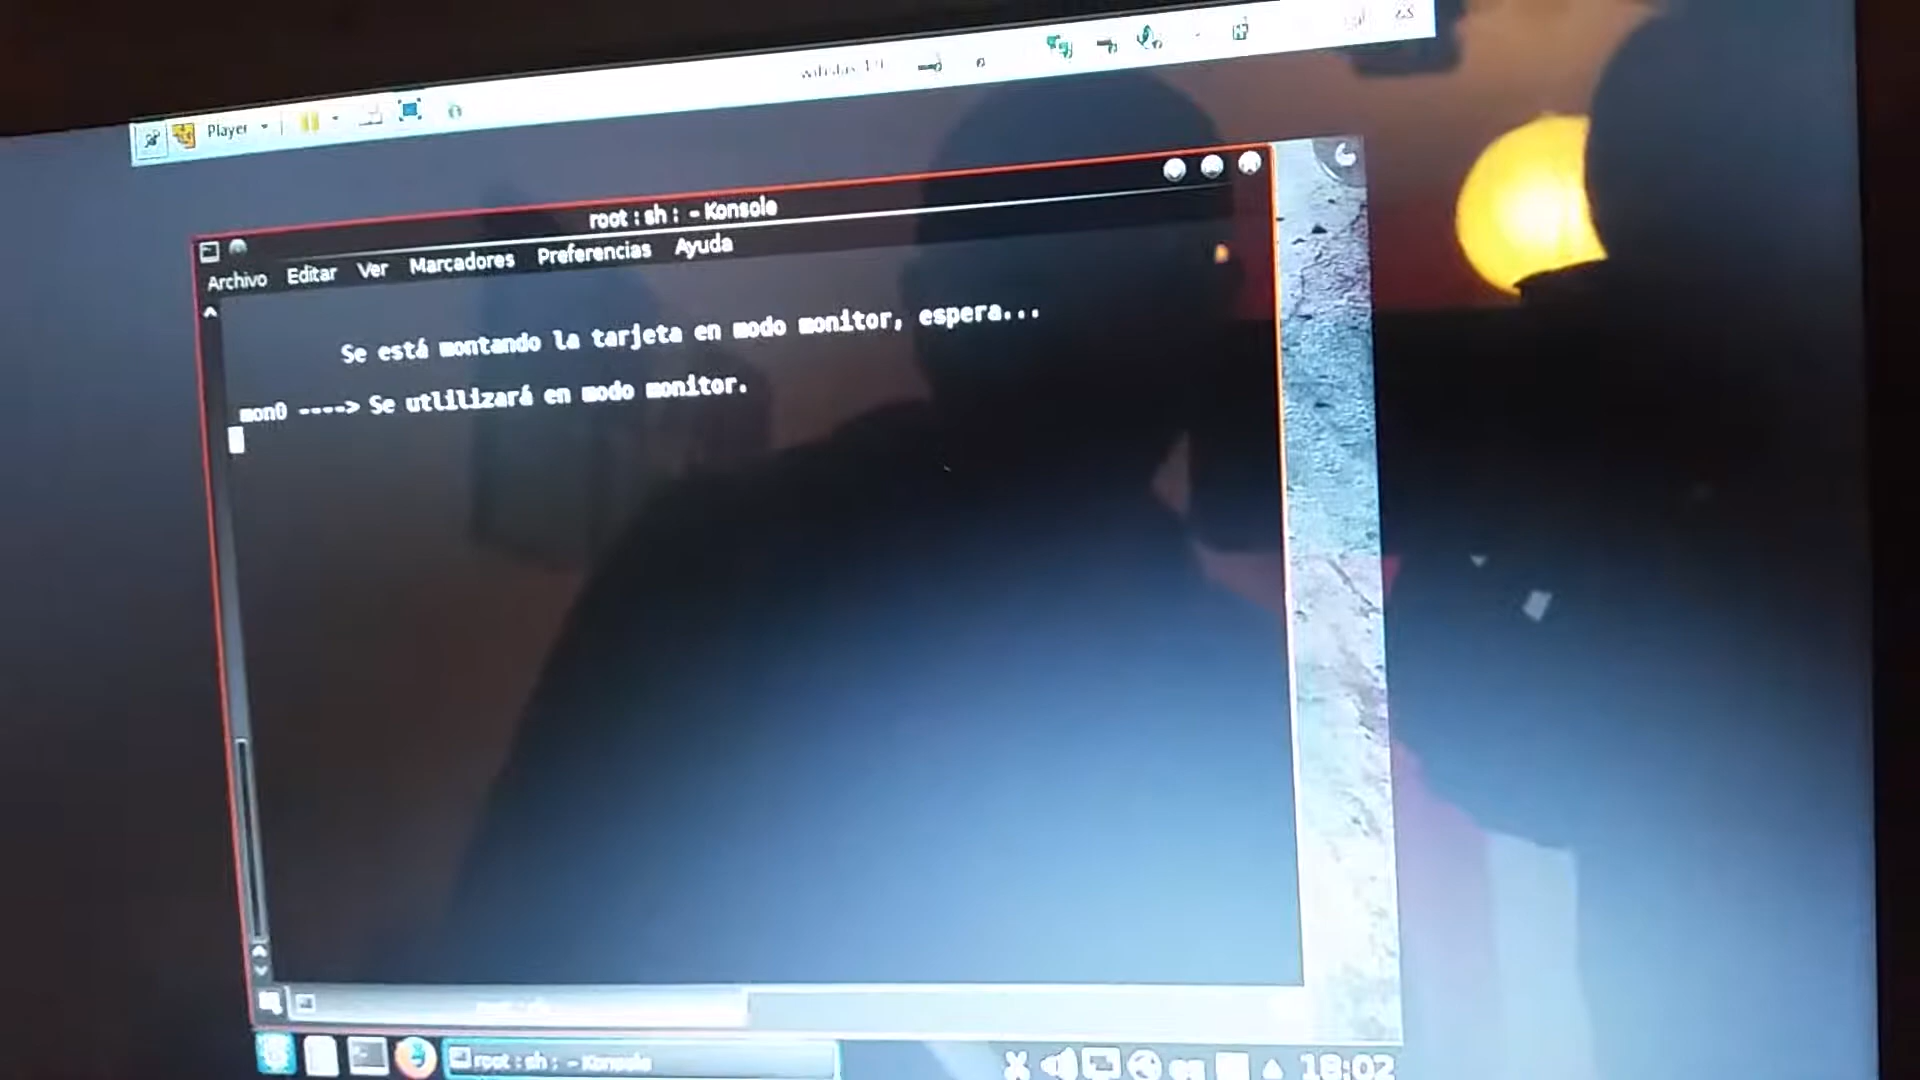 Player
root : sh : - Konsole
Archivo Editar Ver Marcadores Preferencias Ayuda
Se está montando la tarjeta en modo monitor, espera...
mon0 ----> Se utlilizará en modo monitor.
root : sh : - Konsole
18:02